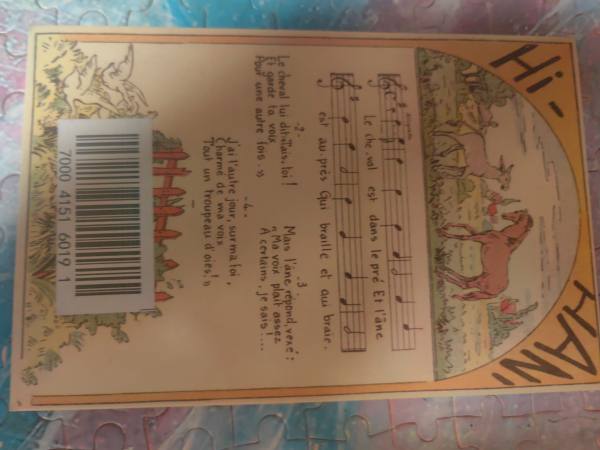 HI-HAN!
Le che-val est dans le pré Et l'âne
est au-près Qui braille et qui braie.
-2-
Le cheval lui dit: «Tais-toi!
Et garde ta voix
Pour une autre fois.»
-3
Mais l'âne répond, vexé:
«Ma voix plaît assez
A certains, je sais!...
-4-
J'ai l'autre jour, sur ma foi,
Charmé de ma voix
Tout un troupeau d'oies!»
7000 4151 6019 1